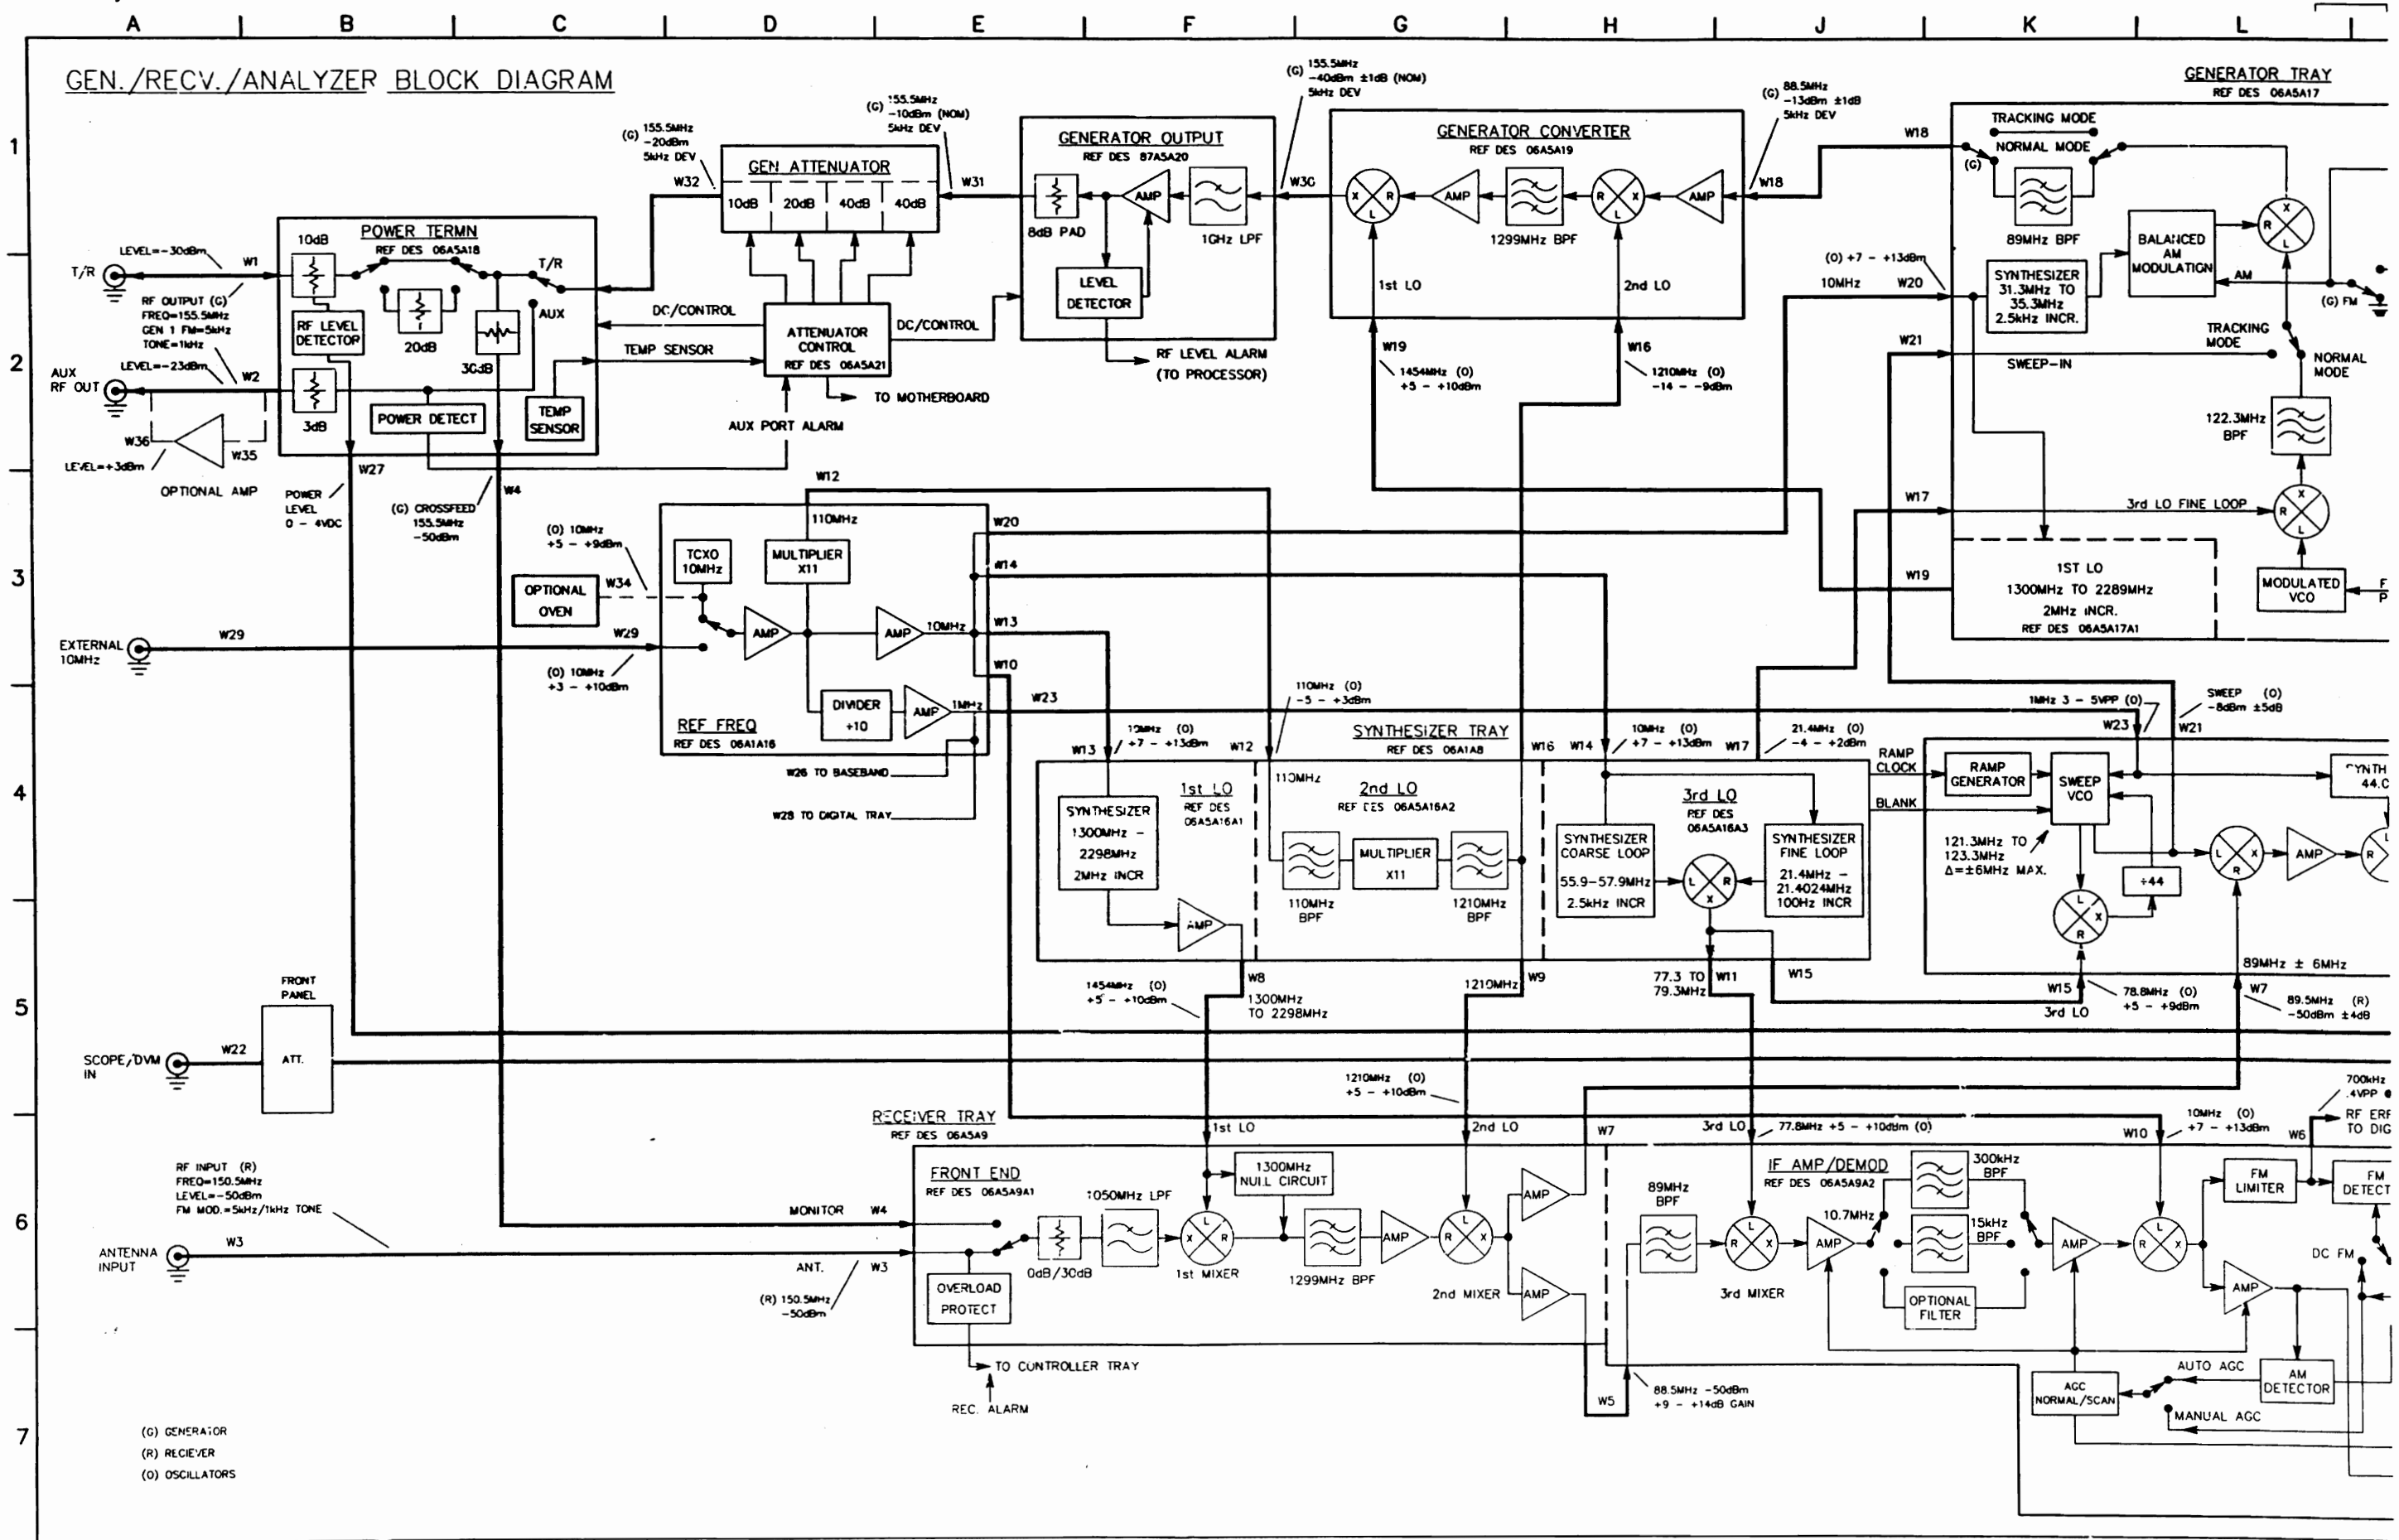 A B C D E F G H J K L
GEN./RECV./ANALYZER BLOCK DIAGRAM
1
2
3
4
5
6
7
GENERATOR TRAY
REF DES 06A5A17
TRACKING MODE
NORMAL MODE
(G)
89MHz BPF
W18
(G) 88.5MHz
-13dBm ±1dB
5kHz DEV
W18
GENERATOR CONVERTER
REF DES 06A5A19
X
R
L
AMP
1299MHz BPF
R
X
L
AMP
1st LO
2nd LO
(G) 155.5MHz
-40dBm ±1dB (NOM)
5kHz DEV
W30
GENERATOR OUTPUT
REF DES 87A5A20
8dB PAD
AMP
1GHz LPF
LEVEL
DETECTOR
RF LEVEL ALARM
(TO PROCESSOR)
(G) 155.5MHz
-10dBm (NOM)
5kHz DEV
W31
GEN ATTENUATOR
10dB
20dB
40dB
40dB
(G) 155.5MHz
-20dBm
5kHz DEV
W32
POWER TERMN
REF DES 06A5A18
10dB
T/R
AUX
RF LEVEL
DETECTOR
20dB
30dB
3dB
POWER DETECT
TEMP
SENSOR
LEVEL=-30dBm
W1
T/R
RF OUTPUT (G)
FREQ=155.5MHz
GEN 1 FM=5kHz
TONE=1kHz
LEVEL=-23dBm
W2
AUX
RF OUT
W36
W35
LEVEL=+3dBm
OPTIONAL AMP
DC/CONTROL
TEMP SENSOR
ATTENUATOR
CONTROL
REF DES 06A5A21
DC/CONTROL
TO MOTHERBOARD
AUX PORT ALARM
W27
POWER
LEVEL
0 - 4VDC
W4
(G) CROSSFEED
155.5MHz
-50dBm
W19
1454MHz (O)
+5 - +10dBm
W16
1210MHz (O)
-14 - -9dBm
(O) +7 - +13dBm
10MHz W20
SYNTHESIZER
31.3MHz TO
35.3MHz
2.5kHz INCR.
BALANCED
AM
MODULATION
X
R
L
AM
(G) FM
W21
SWEEP-IN
TRACKING
MODE
NORMAL
MODE
122.3MHz
BPF
W17
3rd LO FINE LOOP
X
R
L
W19
1ST LO
1300MHz TO 2289MHz
2MHz INCR.
REF DES 06A5A17A1
MODULATED
VCO
F
P
W12
110MHz
(O) 10MHz
+5 - +9dBm
TCXO
10MHz
MULTIPLIER
X11
OPTIONAL
OVEN
W34
AMP
AMP
10MHz
W20
W14
W13
W10
EXTERNAL
10MHz
W29
W29
(O) 10MHz
+3 - +10dBm
DIVIDER
÷10
AMP
1MHz
W23
REF FREQ
REF DES 06A1A16
W26 TO BASEBAND
W28 TO DIGITAL TRAY
110MHz (O)
-5 - +3dBm
W13
10MHz (O)
+7 - +13dBm
W12
SYNTHESIZER TRAY
REF DES 06A1A8
W16 W14
10MHz (O)
+7 - +13dBm
W17
21.4MHz (O)
-4 - +2dBm
1MHz 3 - 5VPP (O)
W23
SWEEP (O)
-8dBm ±5dB
W21
1st LO
REF DES
06A5A16A1
SYNTHESIZER
1300MHz -
2298MHz
2MHz INCR
AMP
110MHz
2nd LO
REF DES 06A5A16A2
110MHz
BPF
MULTIPLIER
X11
1210MHz
BPF
3rd LO
REF DES
06A5A16A3
SYNTHESIZER
COARSE LOOP
55.9-57.9MHz
2.5kHz INCR
L
R
X
SYNTHESIZER
FINE LOOP
21.4MHz -
21.4024MHz
100Hz INCR
RAMP
CLOCK
BLANK
RAMP
GENERATOR
SWEEP
VCO
121.3MHz TO
123.3MHz
Δ=±6MHz MAX.
÷44
L
X
R
L
X
R
AMP
R
44.
89MHz ± 6MHz
W8
1454MHz (O)
+5 - +10dBm
1300MHz
TO 2298MHz
W9
1210MHz
77.3 TO
79.3MHz
W11
W15
W15
3rd LO
78.8MHz (O)
+5 - +9dBm
W7
89.5MHz (R)
-50dBm ±4dB
FRONT
PANEL
ATT.
SCOPE/DVM
IN
W22
1210MHz (O)
+5 - +10dBm
700kHz
.4VPP
RF ERR
TO DIG
W6
RECEIVER TRAY
REF DES 06A5A9
1st LO
2nd LO
W7
3rd LO
77.8MHz +5 - +10dBm (O)
W10
10MHz (O)
+7 - +13dBm
RF INPUT (R)
FREQ=150.5MHz
LEVEL=-50dBm
FM MOD.=5kHz/1kHz TONE
FRONT END
REF DES 06A5A9A1
1050MHz LPF
1300MHz
NULL CIRCUIT
MONITOR W4
ANTENNA
INPUT
W3
ANT. W3
(R) 150.5MHz
-50dBm
0dB/30dB
OVERLOAD
PROTECT
L
X
R
1st MIXER
1299MHz BPF
AMP
L
R
X
2nd MIXER
AMP
AMP
TO CONTROLLER TRAY
REC. ALARM
89MHz
BPF
IF AMP/DEMOD
REF DES 06A5A9A2
L
R
X
3rd MIXER
10.7MHz
AMP
300kHz
BPF
15kHz
BPF
OPTIONAL
FILTER
AMP
L
R
X
FM
LIMITER
FM
DETECT
DC FM
AMP
W5
88.5MHz -50dBm
+9 - +14dB GAIN
AGC
NORMAL/SCAN
AUTO AGC
MANUAL AGC
AM
DETECTOR
(G) GENERATOR
(R) RECIEVER
(O) OSCILLATORS